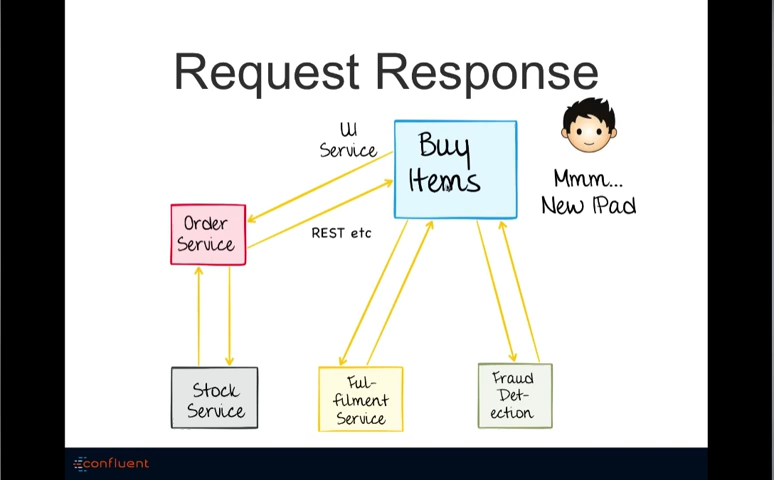 Request Response
UI
Service
Buy
Items
Mmm...
New IPad
Order
Service
REST etc
Stock
Service
Ful-
filment
Service
Fraud
Det-
ection
confluent